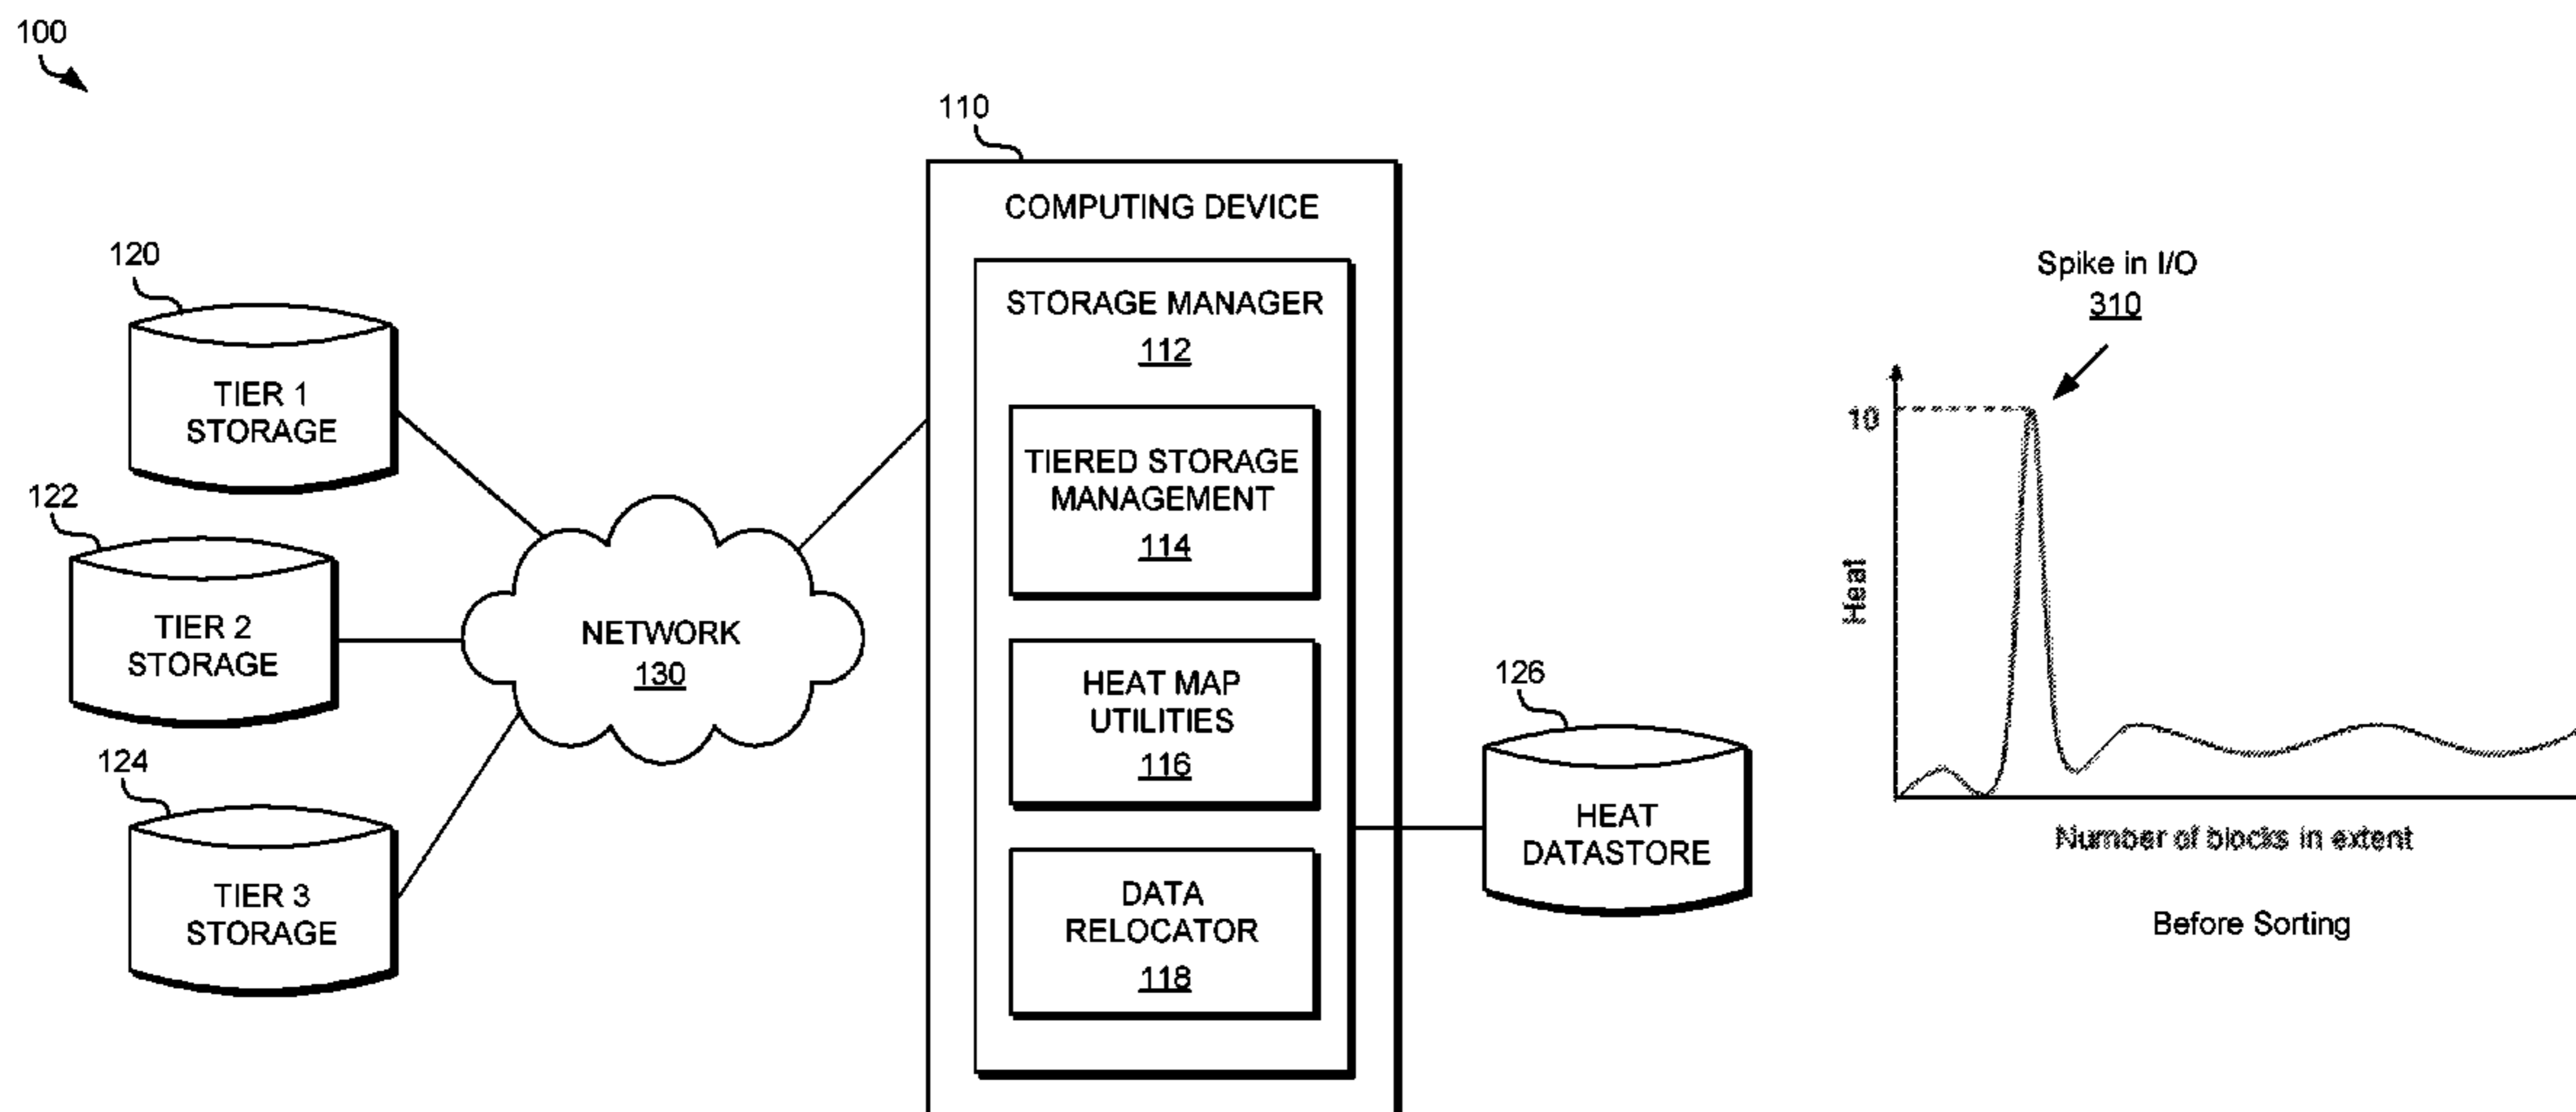 100
110
COMPUTING DEVICE
STORAGE MANAGER
112
TIERED STORAGE
MANAGEMENT
114
HEAT MAP
UTILITIES
116
DATA
RELOCATOR
118
120
TIER 1
STORAGE
122
TIER 2
STORAGE
124
TIER 3
STORAGE
NETWORK
130
126
HEAT
DATASTORE
Spike in I/O
310
10
Heat
Number of blocks in extent
Before Sorting